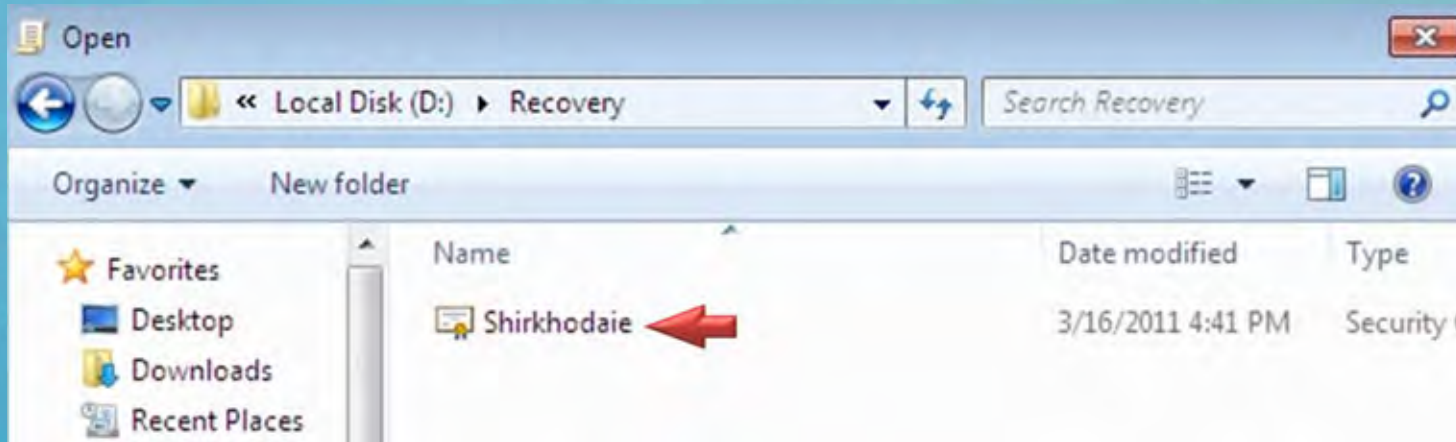 Open
« Local Disk (D:) ▸ Recovery Search Recovery
Organize New folder
Favorites Name Date modified Type
Desktop Shirkhodaie 3/16/2011 4:41 PM Security
Downloads
Recent Places